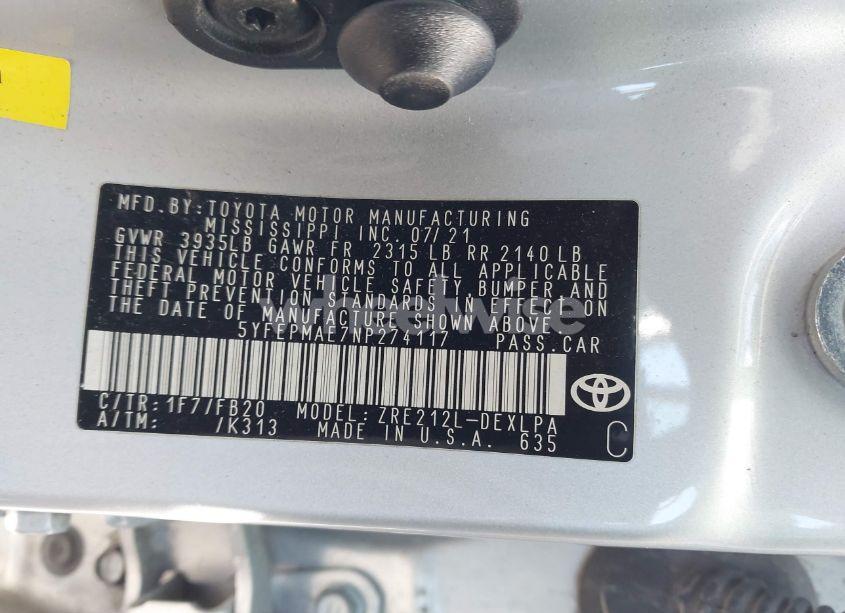 MFD.BY:TOYOTA MOTOR MANUFACTURING
MISSISSIPPI INC. 07/21
GVWR 3935LB GAWR FR 2315 LB RR 2140 LB
THIS VEHICLE CONFORMS TO ALL APPLICABLE
FEDERAL MOTOR VEHICLE SAFETY, BUMPER AND
THEFT PREVENTION STANDARDS IN EFFECT ON
THE DATE OF MANUFACTURE SHOWN ABOVE.
5YFEPMAE7NP274117 PASS.CAR
C/TR: 1F7/FB20 MODEL: ZRE212L-DEXLPA
A/TM: /K313 MADE IN U.S.A. 635
C